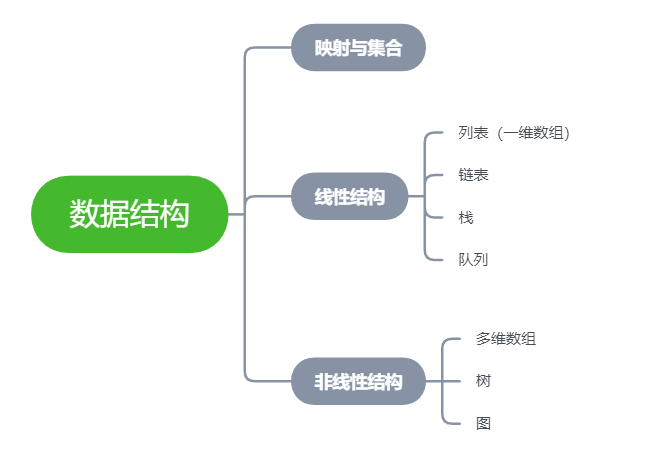 数据结构
映射与集合
线性结构
列表（一维数组）
链表
栈
队列
非线性结构
多维数组
树
图